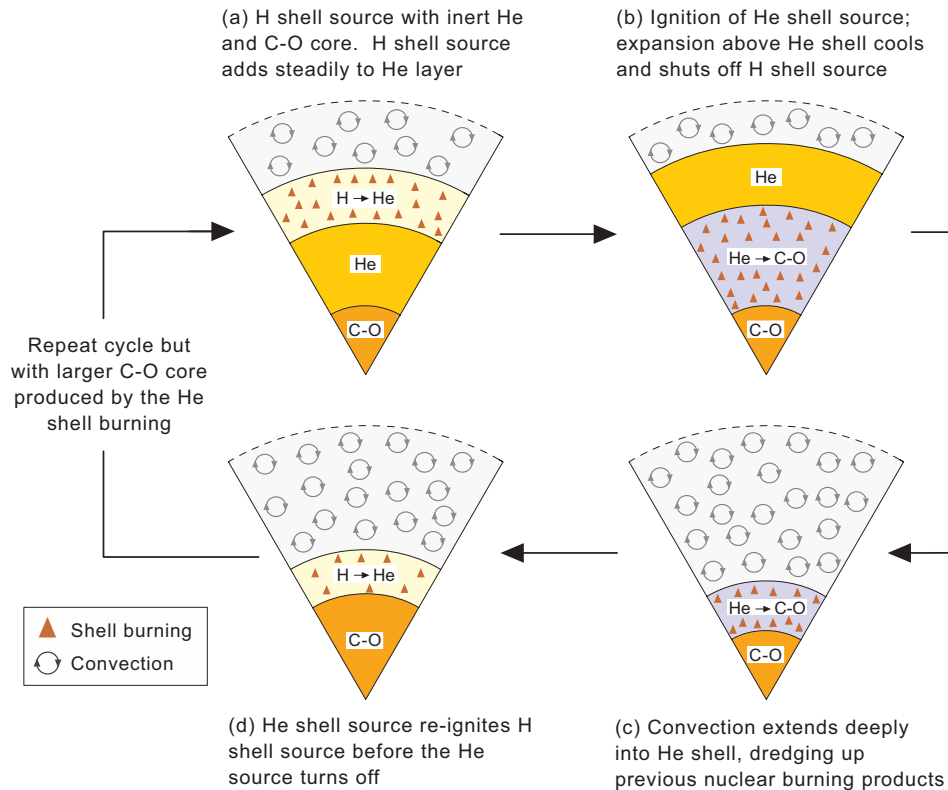 (a) H shell source with inert He
and C-O core. H shell source
adds steadily to He layer
H → He
He
C-O
(b) Ignition of He shell source;
expansion above He shell cools
and shuts off H shell source
He
He → C-O
C-O
Repeat cycle but
with larger C-O core
produced by the He
shell burning
H → He
C-O
He → C-O
C-O
Shell burning
Convection
(d) He shell source re-ignites H
shell source before the He
source turns off
(c) Convection extends deeply
into He shell, dredging up
previous nuclear burning products